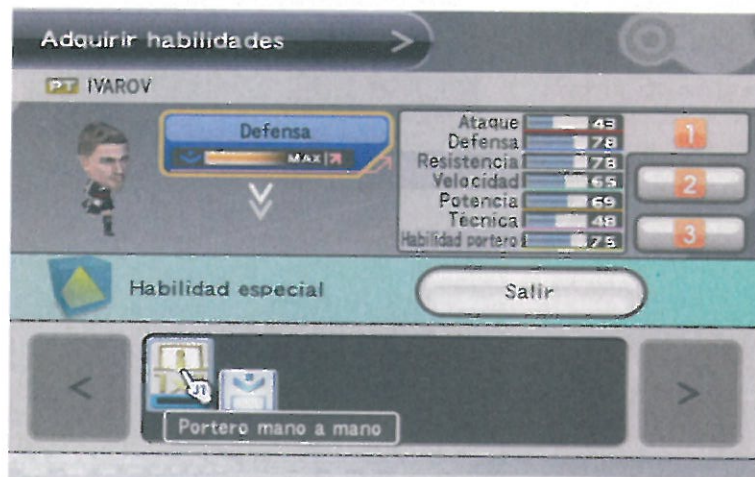 Adquirir habilidades >
PT IVAROV
Defensa
MAX
Ataque 43
Defensa 78
Resistencia 78
Velocidad 65
Potencia 69
Técnica 48
Habilidad portero 75
1
2
3
Habilidad especial
Salir
<
J1
>
Portero mano a mano